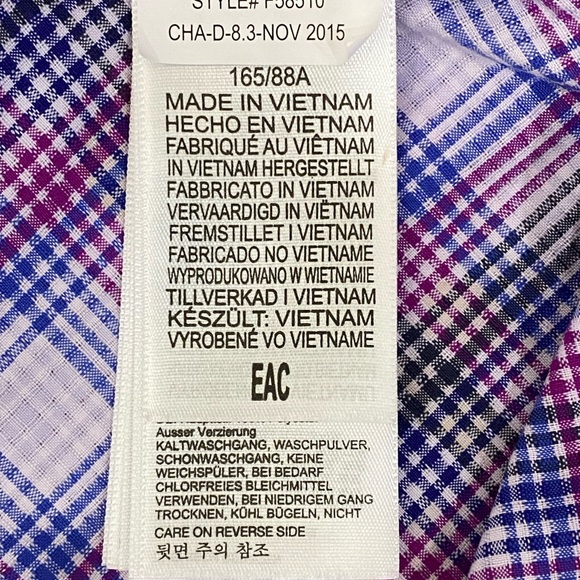 STYLE# F58510
CHA-D-8.3-NOV 2015
165/88A
MADE IN VIETNAM
HECHO EN VIETNAM
FABRIQUÉ AU VIÊTNAM
IN VIETNAM HERGESTELLT
FABBRICATO IN VIETNAM
VERVAARDIGD IN VIËTNAM
FREMSTILLET I VIETNAM
FABRICADO NO VIETNAME
WYPRODUKOWANO W WIETNAMIE
TILLVERKAD I VIETNAM
KÉSZÜLT: VIETNAM
VYROBENÉ VO VIETNAME
EAC
Ausser Verzierung
KALTWASCHGANG, WASCHPULVER,
SCHONWASCHGANG, KEINE
WEICHSPÜLER, BEI BEDARF
CHLORFREIES BLEICHMITTEL
VERWENDEN, BEI NIEDRIGEM GANG
TROCKNEN, KÜHL BÜGELN, NICHT
CARE ON REVERSE SIDE
뒷면 주의 참조